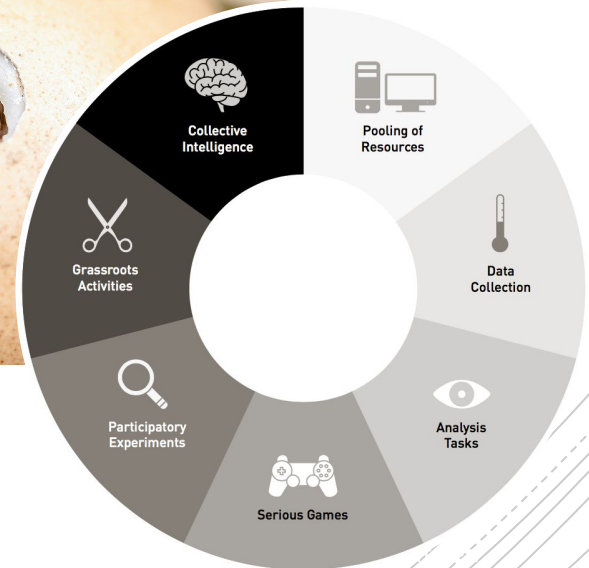 Collective
Intelligence
Pooling of
Resources
Data
Collection
Analysis
Tasks
Serious Games
Participatory
Experiments
Grassroots
Activities